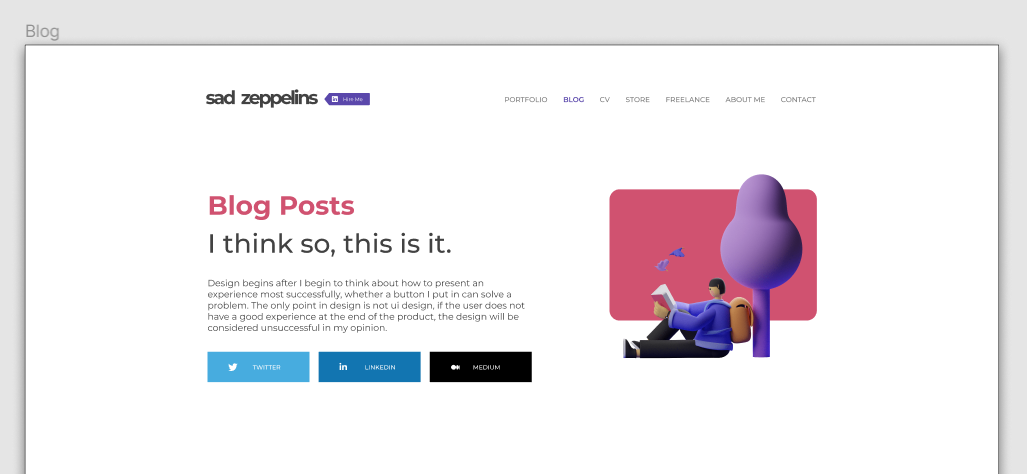 Blog
sad zeppelins
Hire Me
PORTFOLIO BLOG CV STORE FREELANCE ABOUT ME CONTACT
Blog Posts
I think so, this is it.
Design begins after I begin to think about how to present an
experience most successfully, whether a button I put in can solve a
problem. The only point in design is not ui design, if the user does not
have a good experience at the end of the product, the design will be
considered unsuccessful in my opinion.
TWITTER
LINKEDIN
MEDIUM